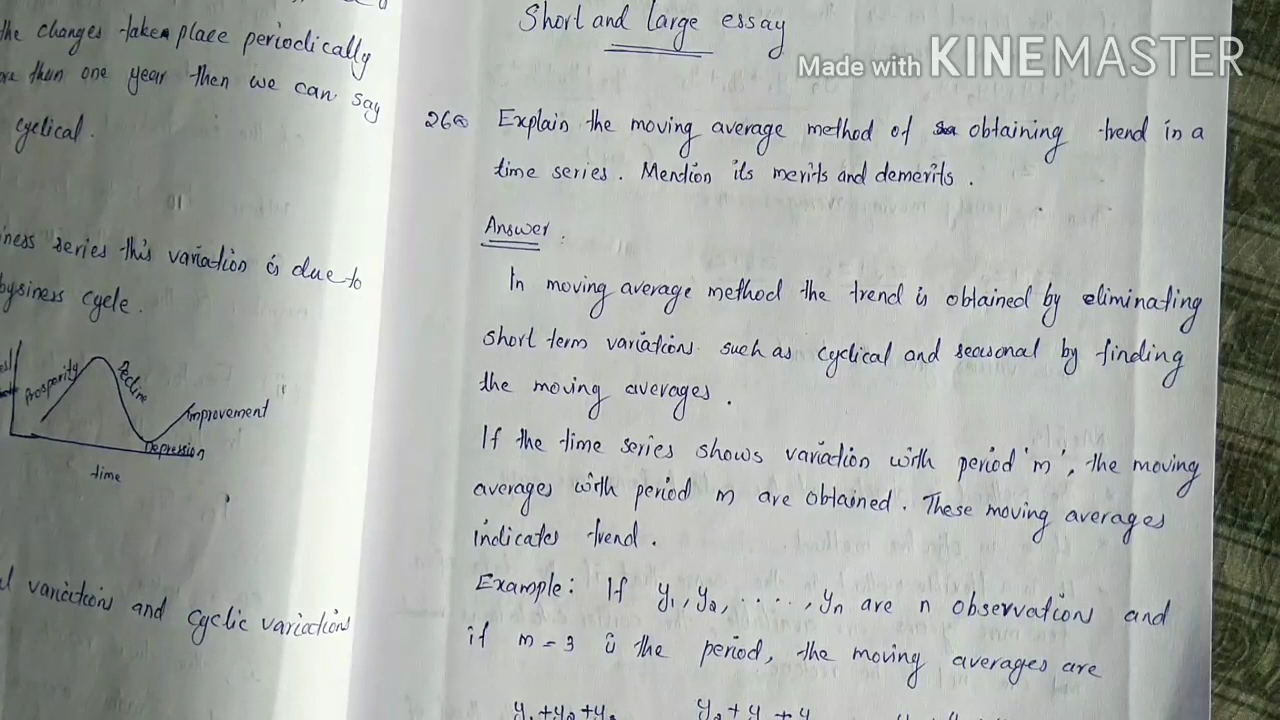 the changes taken place periodically
than one year then we can say
cyclical.
series this variation is due to
bysiness cycle.
Prosperity
Decline
Improvement
Depression
time
variations and cyclic variations
Short and large essay
Made with KINEMASTER
26 Explain the moving average method of obtaining trend in a
time series. Mention its merits and demerits.
Answer:
In moving average method the trend is obtained by eliminating
short term variations such as cyclical and seasonal by finding
the moving averages.
If the time series shows variation with period 'm', the moving
averages with period m are obtained. These moving averages
indicates trend.
Example: If y₁, y₂, ....., yn are n observations and
if m = 3 is the period, the moving averages are